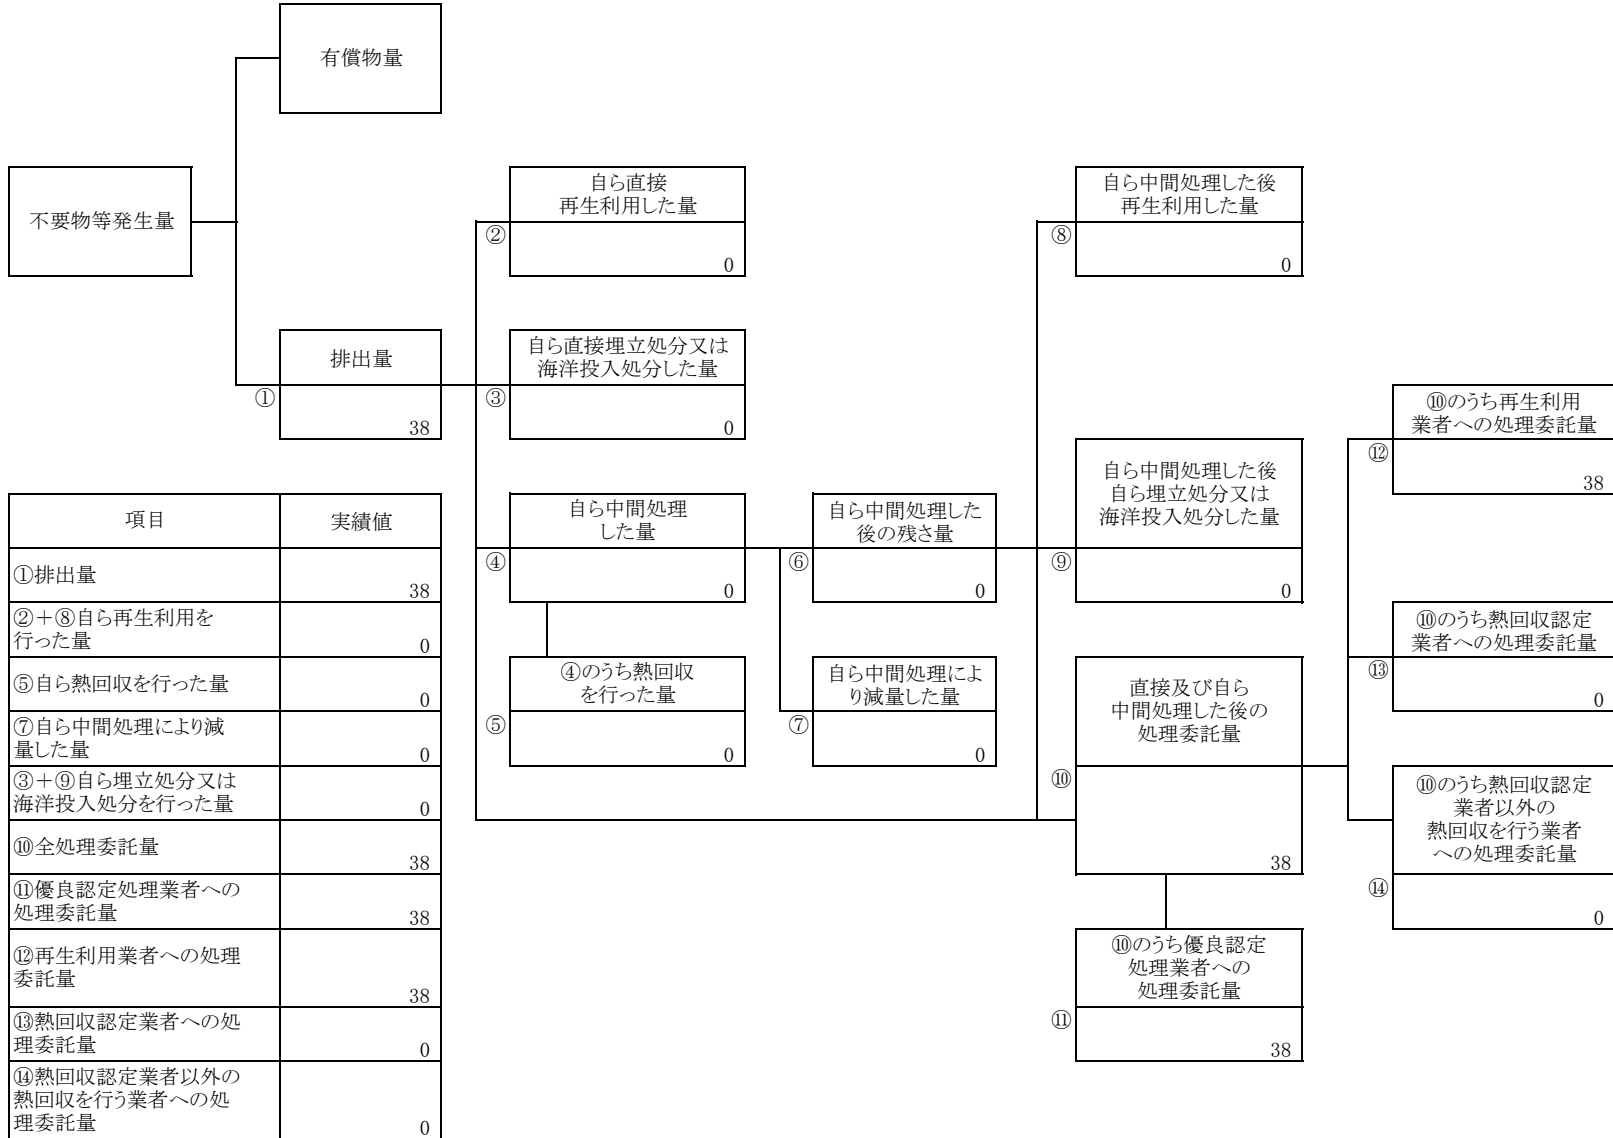 有償物量
不要物等発生量
自ら直接
再生利用した量
②
0
自ら中間処理した後
再生利用した量
⑧
0
排出量
①
38
自ら直接埋立処分又は
海洋投入処分した量
③
0
⑩のうち再生利用
業者への処理委託量
⑫
38
自ら中間処理
した量
④
0
自ら中間処理した
後の残さ量
⑥
0
自ら中間処理した後
自ら埋立処分又は
海洋投入処分した量
⑨
0
⑩のうち熱回収認定
業者への処理委託量
⑬
0
④のうち熱回収
を行った量
⑤
0
自ら中間処理によ
り減量した量
⑦
0
直接及び自ら
中間処理した後の
処理委託量
⑩
38
⑩のうち熱回収認定
業者以外の
熱回収を行う業者
への処理委託量
⑭
0
⑩のうち優良認定
処理業者への
処理委託量
⑪
38
項目 実績値
①排出量
38
②+⑧自ら再生利用を
行った量
0
⑤自ら熱回収を行った量
0
⑦自ら中間処理により減
量した量
0
③+⑨自ら埋立処分又は
海洋投入処分を行った量
0
⑩全処理委託量
38
⑪優良認定処理業者への
処理委託量
38
⑫再生利用業者への処理
委託量
38
⑬熱回収認定業者への処
理委託量
0
⑭熱回収認定業者以外の
熱回収を行う業者への処
理委託量
0